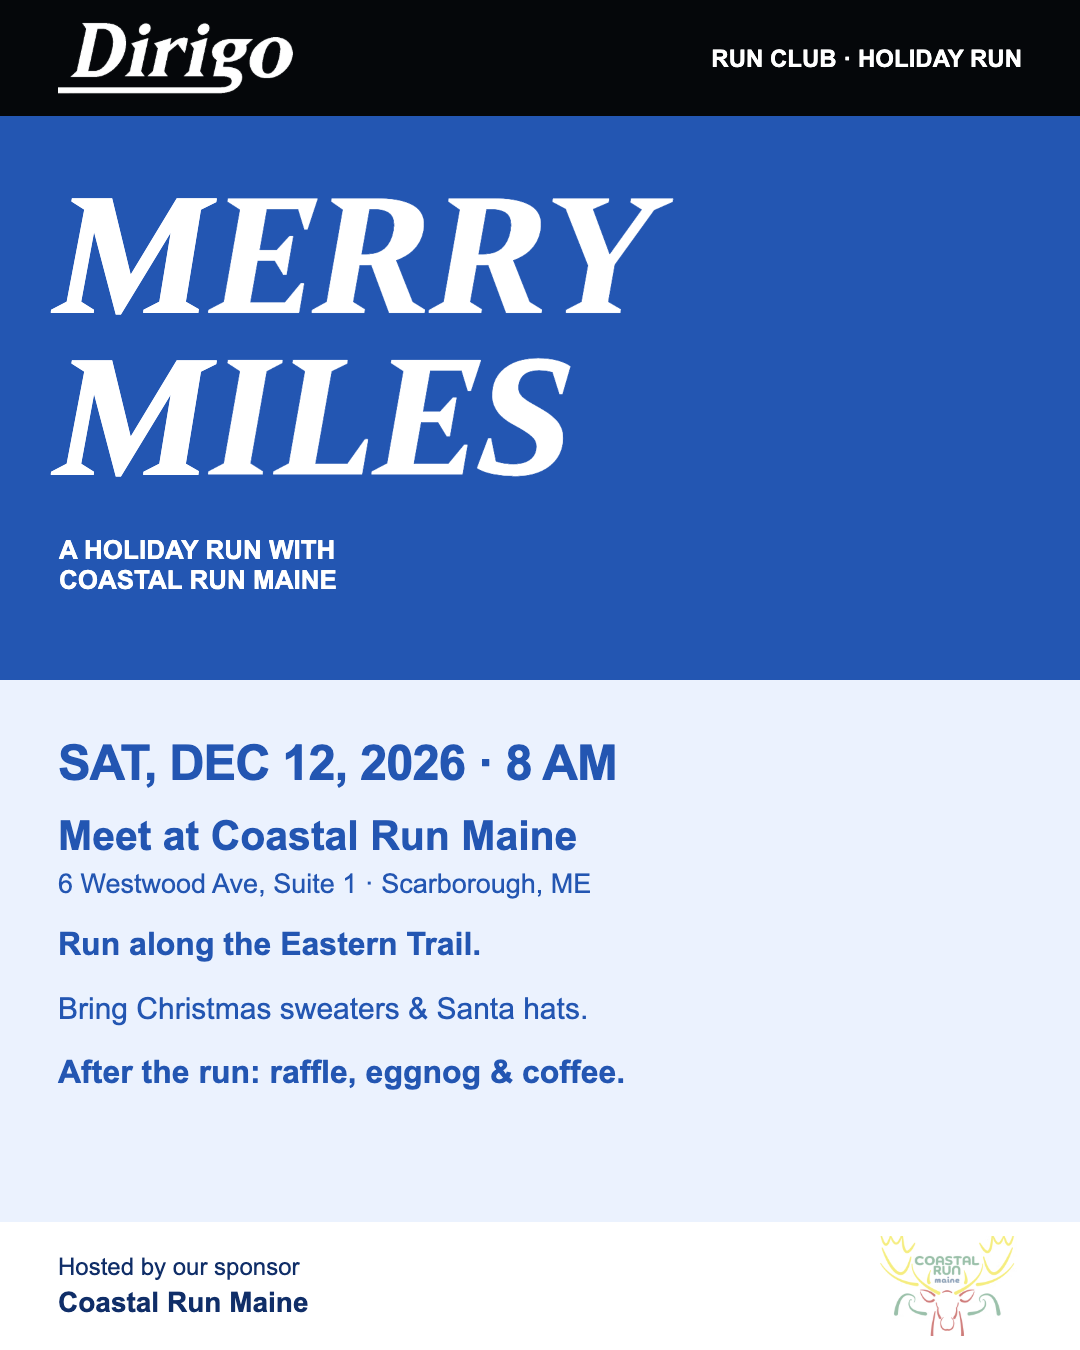 Dirigo
RUN CLUB · HOLIDAY RUN
MERRY
MILES
A HOLIDAY RUN WITH
COASTAL RUN MAINE
SAT, DEC 12, 2026 · 8 AM
Meet at Coastal Run Maine
6 Westwood Ave, Suite 1 · Scarborough, ME
Run along the Eastern Trail.
Bring Christmas sweaters & Santa hats.
After the run: raffle, eggnog & coffee.
Hosted by our sponsor
Coastal Run Maine
COASTAL
RUN
maine